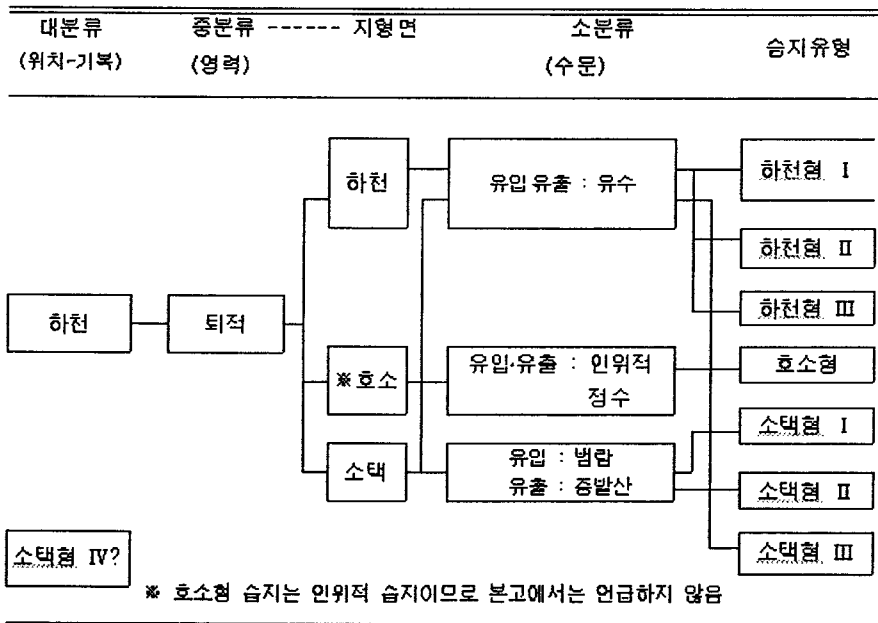 대분류 중분류 ------ 지형면 소분류 습지유형
(위치-기복) (영력) (수문)
하천
퇴적
하천
※호소
소택
유입유출 : 유수
유입·유출 : 인위적
정수
유입 : 범람
유출 : 증발산
하천형 I
하천형 II
하천형 III
호소형
소택형 I
소택형 II
소택형 III
소택형 IV?
※ 호소형 습지는 인위적 습지이므로 본고에서는 언급하지 않음